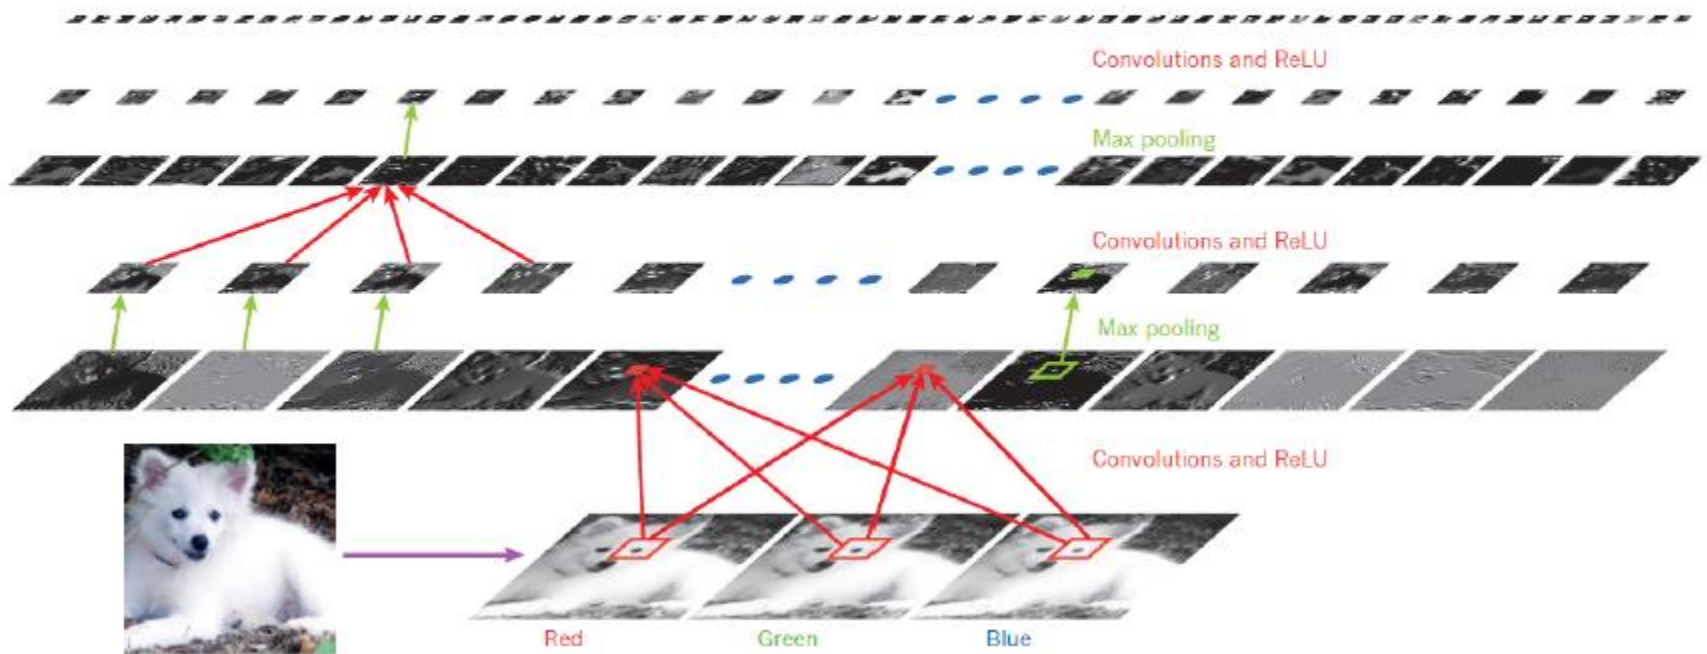 Convolutions and ReLU
Max pooling
Convolutions and ReLU
Max pooling
Convolutions and ReLU
Red
Green
Blue